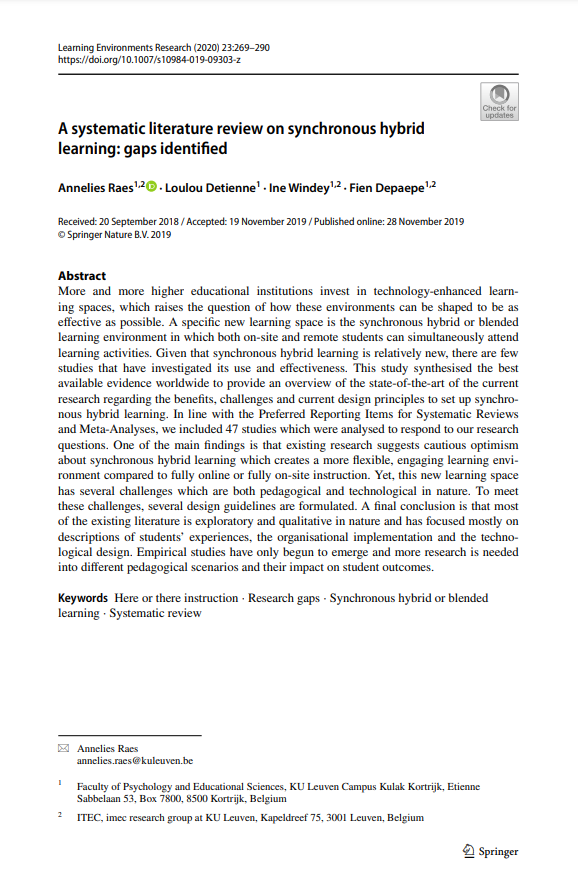 Learning Environments Research (2020) 23:269–290
https://doi.org/10.1007/s10984-019-09303-z
Check for
updates
A systematic literature review on synchronous hybrid
learning: gaps identified
Annelies Raes1,2 · Loulou Detienne1 · Ine Windey1,2 · Fien Depaepe1,2
Received: 20 September 2018 / Accepted: 19 November 2019 / Published online: 28 November 2019
© Springer Nature B.V. 2019
Abstract
More and more higher educational institutions invest in technology-enhanced learn-
ing spaces, which raises the question of how these environments can be shaped to be as
effective as possible. A specific new learning space is the synchronous hybrid or blended
learning environment in which both on-site and remote students can simultaneously attend
learning activities. Given that synchronous hybrid learning is relatively new, there are few
studies that have investigated its use and effectiveness. This study synthesised the best
available evidence worldwide to provide an overview of the state-of-the-art of the current
research regarding the benefits, challenges and current design principles to set up synchro-
nous hybrid learning. In line with the Preferred Reporting Items for Systematic Reviews
and Meta-Analyses, we included 47 studies which were analysed to respond to our research
questions. One of the main findings is that existing research suggests cautious optimism
about synchronous hybrid learning which creates a more flexible, engaging learning envi-
ronment compared to fully online or fully on-site instruction. Yet, this new learning space
has several challenges which are both pedagogical and technological in nature. To meet
these challenges, several design guidelines are formulated. A final conclusion is that most
of the existing literature is exploratory and qualitative in nature and has focused mostly on
descriptions of students’ experiences, the organisational implementation and the techno-
logical design. Empirical studies have only begun to emerge and more research is needed
into different pedagogical scenarios and their impact on student outcomes.
Keywords Here or there instruction · Research gaps · Synchronous hybrid or blended
learning · Systematic review
Annelies Raes
annelies.raes@kuleuven.be
1 Faculty of Psychology and Educational Sciences, KU Leuven Campus Kulak Kortrijk, Etienne
Sabbelaan 53, Box 7800, 8500 Kortrijk, Belgium
2 ITEC, imec research group at KU Leuven, Kapeldreef 75, 3001 Leuven, Belgium
Springer